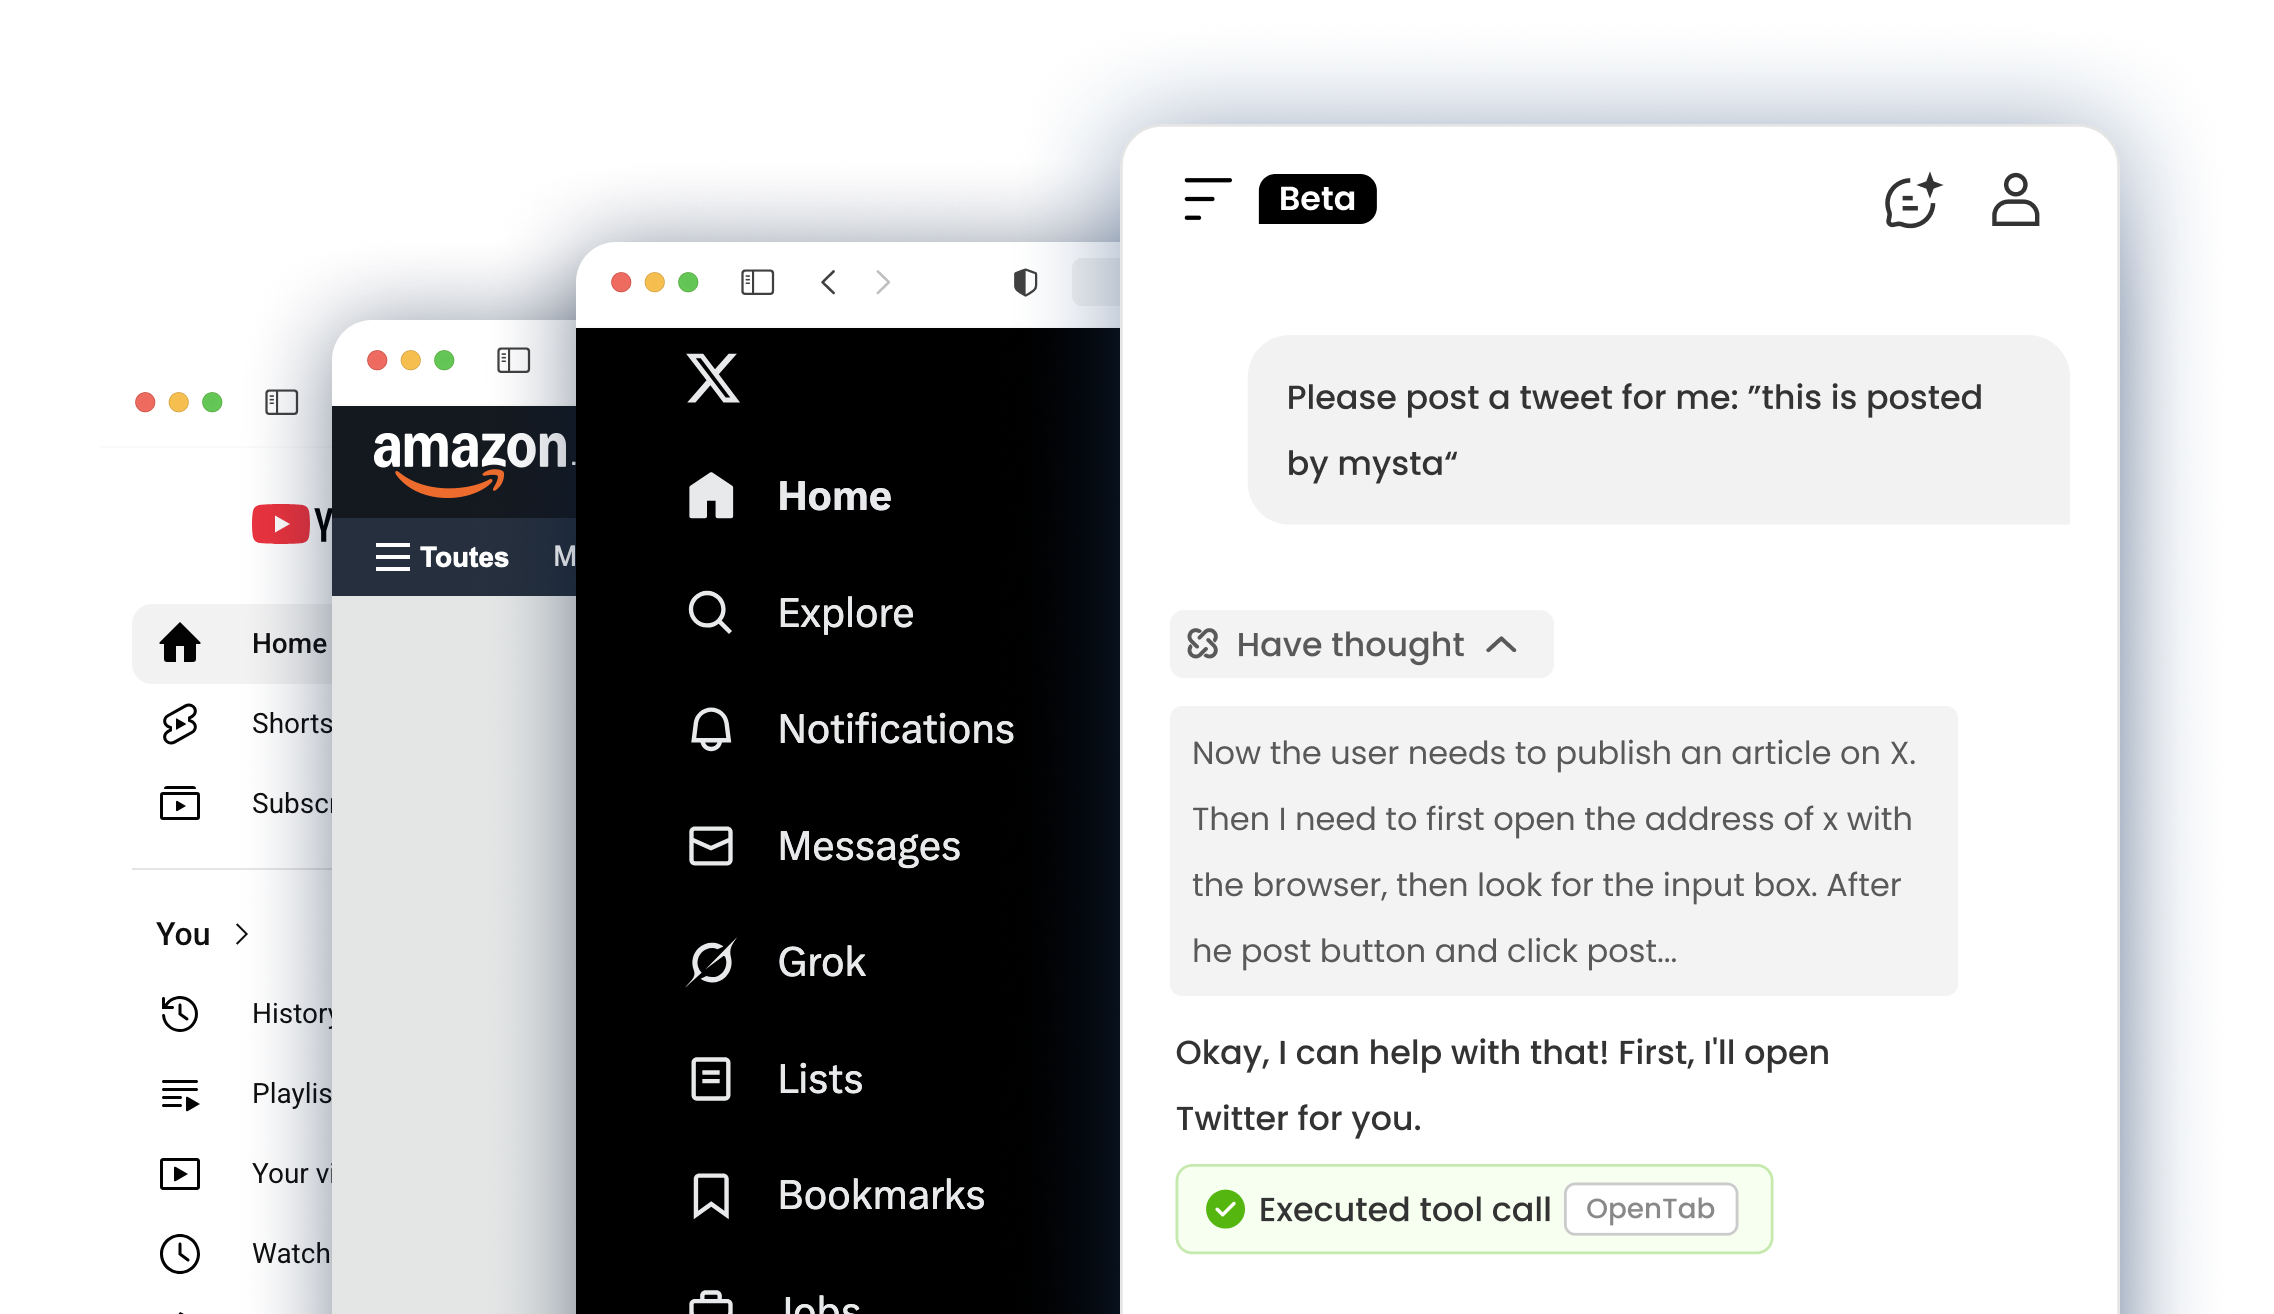 Home
Shorts
You
History
Your
Watch
amazon
Toutes
M
Home
Explore
Notifications
Messages
Grok
Lists
Bookmarks
Jobs
Beta
Please post a tweet for me: ”this is posted
by mysta“
Have thought
Now the user needs to publish an article on X.
Then I need to first open the address of x with
the browser, then look for the input box. After
he post button and click post...
Okay, I can help with that! First, I'll open
Twitter for you.
Executed tool call OpenTab